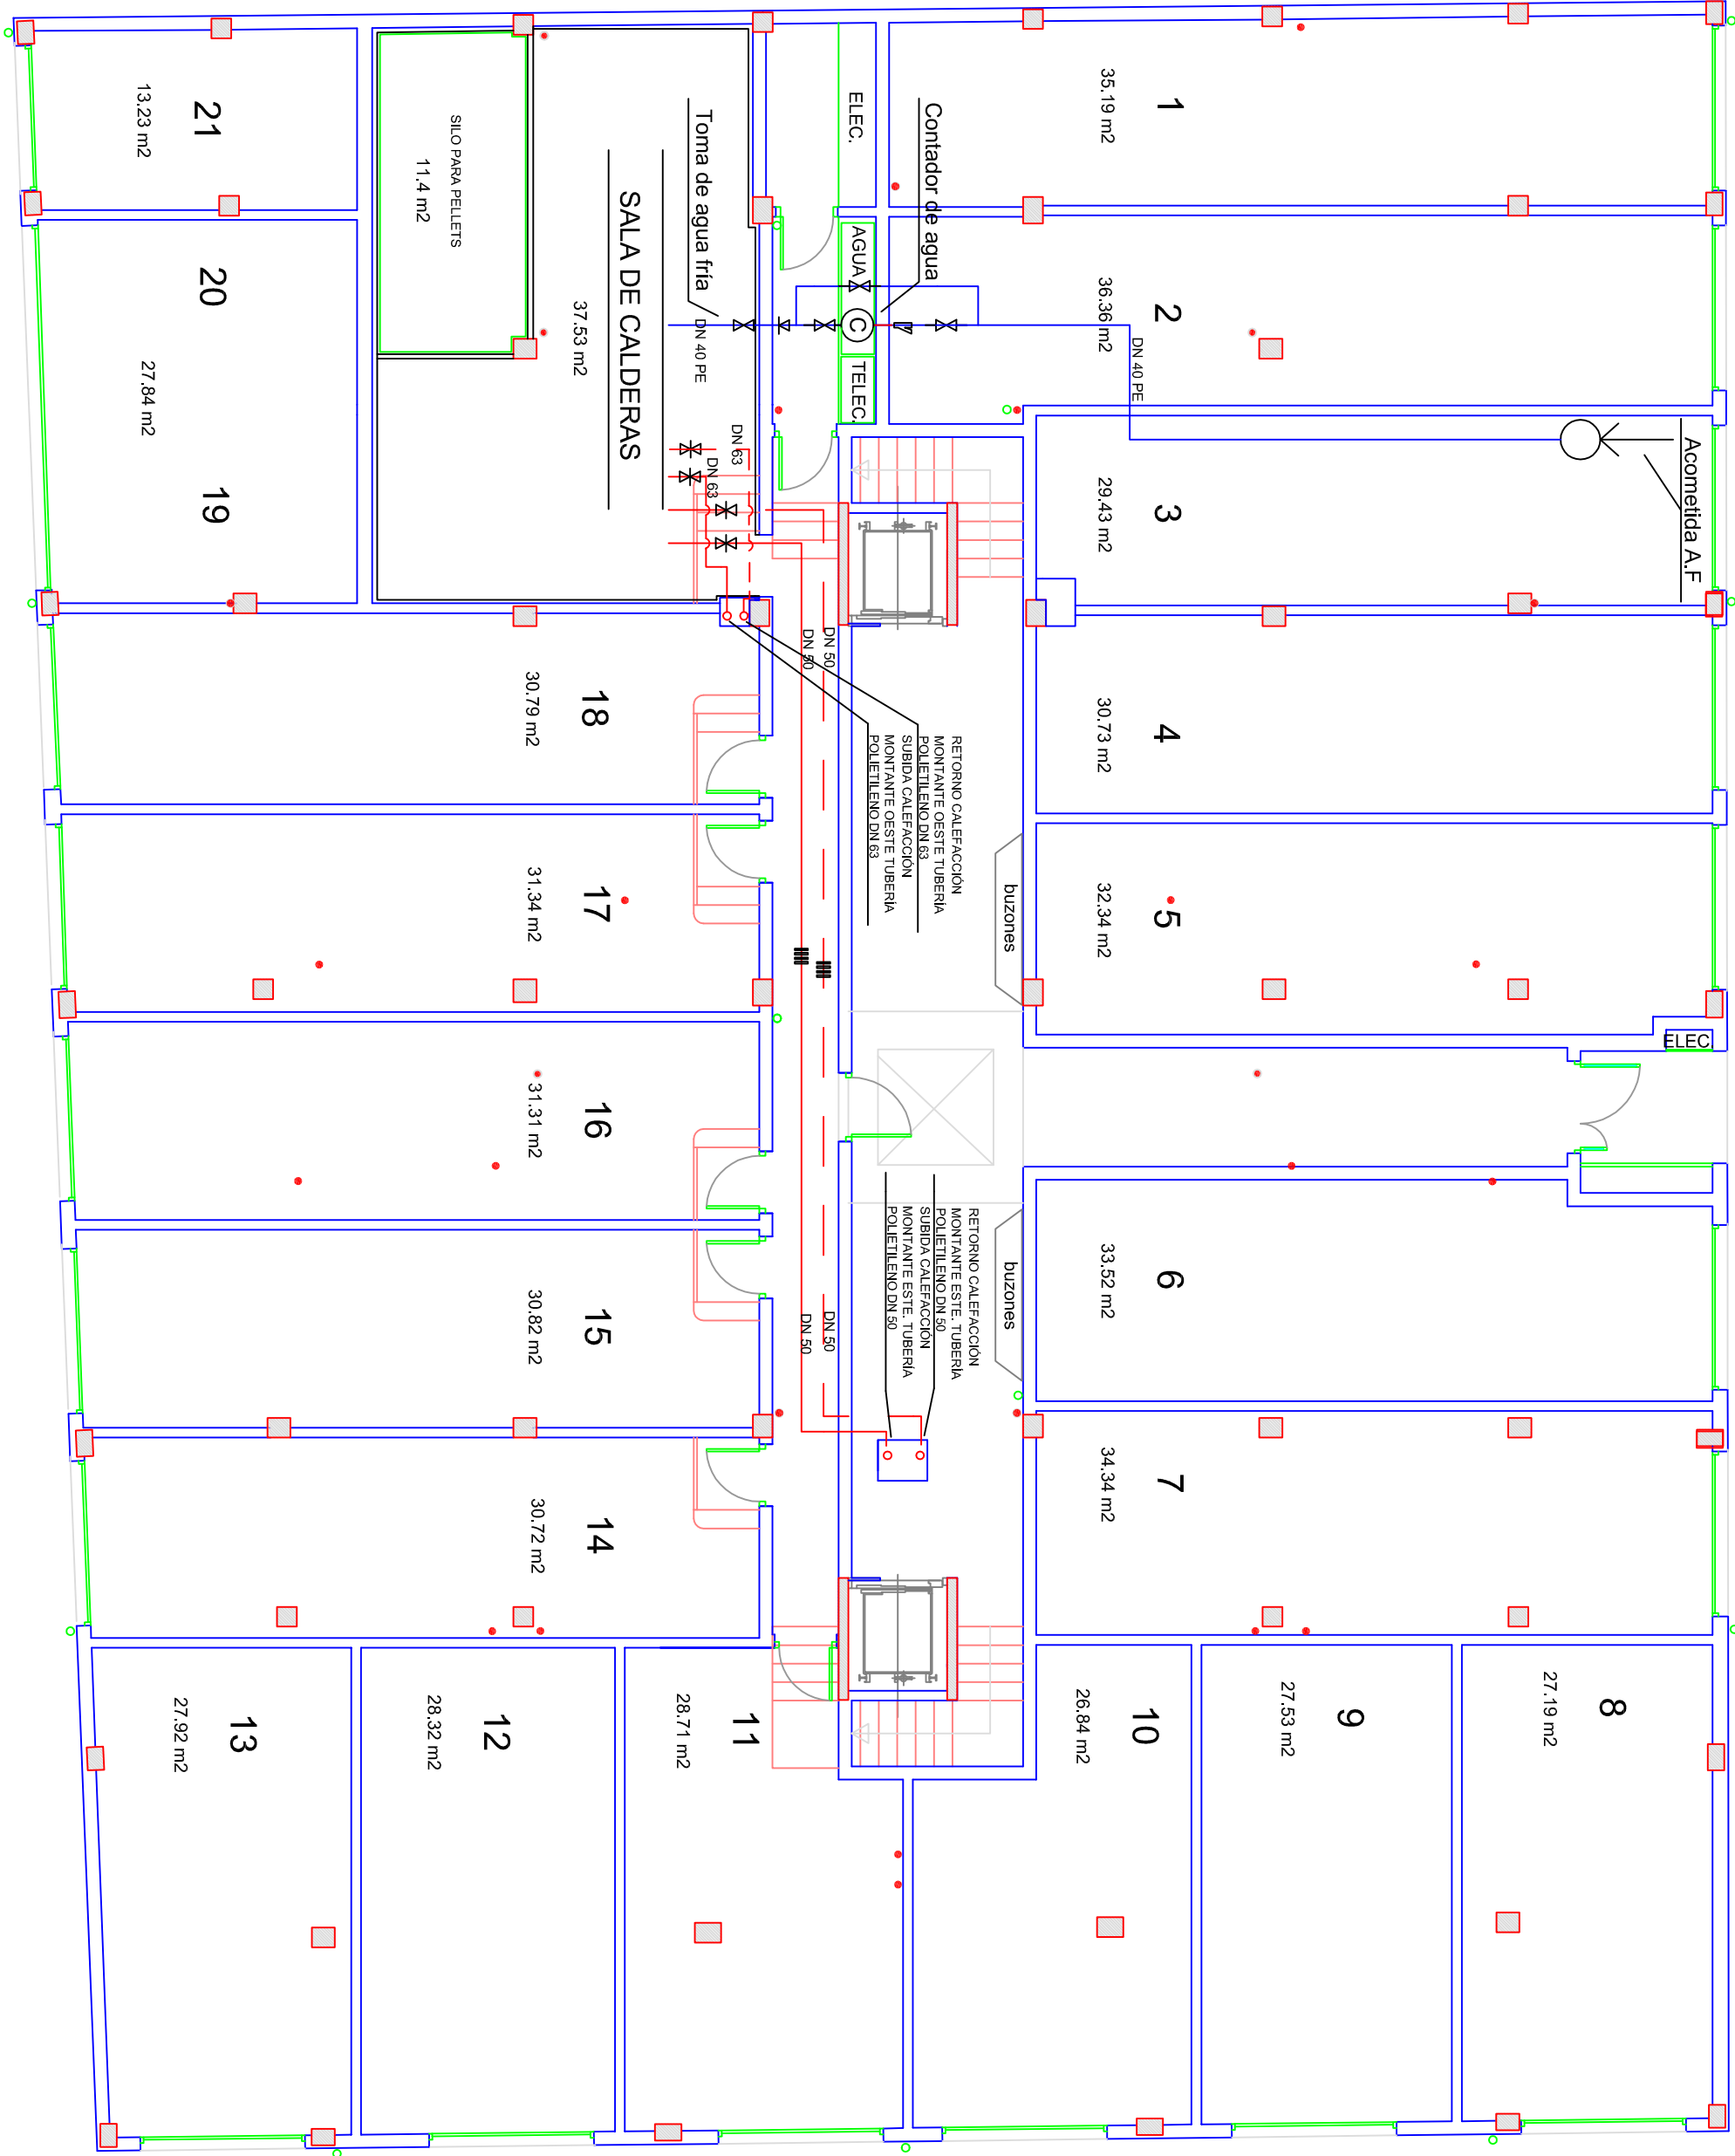 1
35.19 m2
2
36.36 m2
3
29.43 m2
4
30.73 m2
5
32.34 m2
6
33.52 m2
7
34.34 m2
8
27.19 m2
9
27.53 m2
10
26.84 m2
11
28.71 m2
12
28.32 m2
13
27.92 m2
14
30.72 m2
15
30.82 m2
16
31.31 m2
17
31.34 m2
18
30.79 m2
19
20
27.84 m2
21
13.23 m2
SILO PARA PELLETS
11.4 m2
SALA DE CALDERAS
37.53 m2
Toma de agua fría
DN 40 PE
ELEC.
AGUA
C
TELEC.
Contador de agua
DN 40 PE
Acometida A.F
ELEC.
DN 63
DN 63
DN 50
DN 50
RETORNO CALEFACCIÓN
MONTANTE OESTE TUBERÍA
POLIETILENO DN 63
SUBIDA CALEFACCIÓN
MONTANTE OESTE TUBERÍA
POLIETILENO DN 63
buzones
buzones
RETORNO CALEFACCIÓN
MONTANTE ESTE. TUBERÍA
POLIETILENO DN 50
SUBIDA CALEFACCIÓN
MONTANTE ESTE. TUBERÍA
POLIETILENO DN 50
DN 50
DN 50